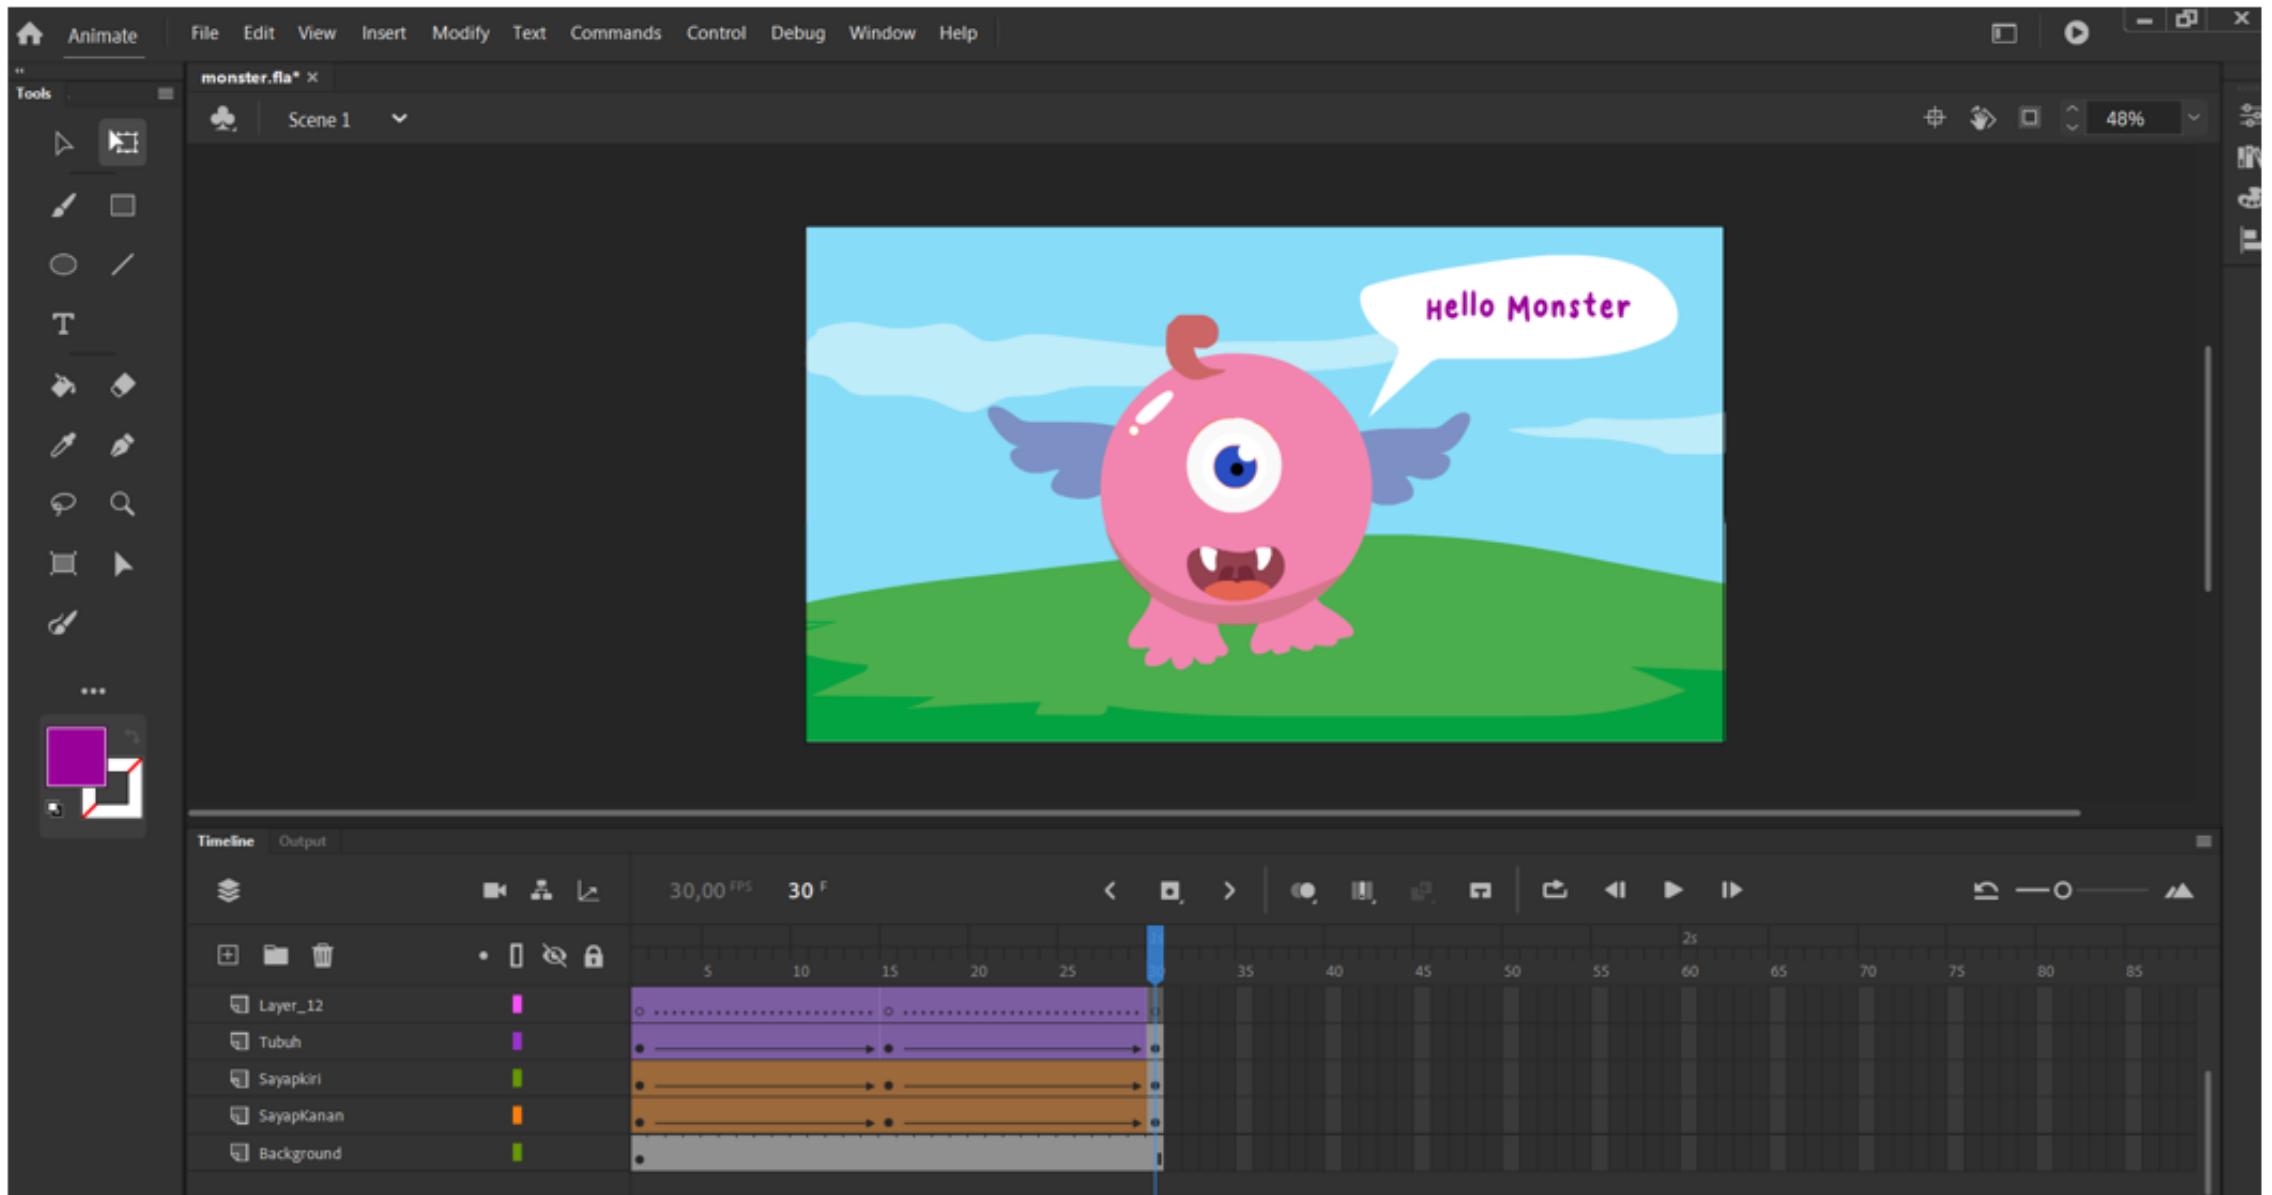 Animate File Edit View Insert Modify Text Commands Control Debug Window Help
monster.fla*
Tools
Scene 1
48%
Hello Monster
T
Timeline Output
30,00 FPS 30 F
2s
5 10 15 20 25 30 35 40 45 50 55 60 65 70 75 80 85
Layer_12
Tubuh
Sayapkiri
SayapKanan
Background